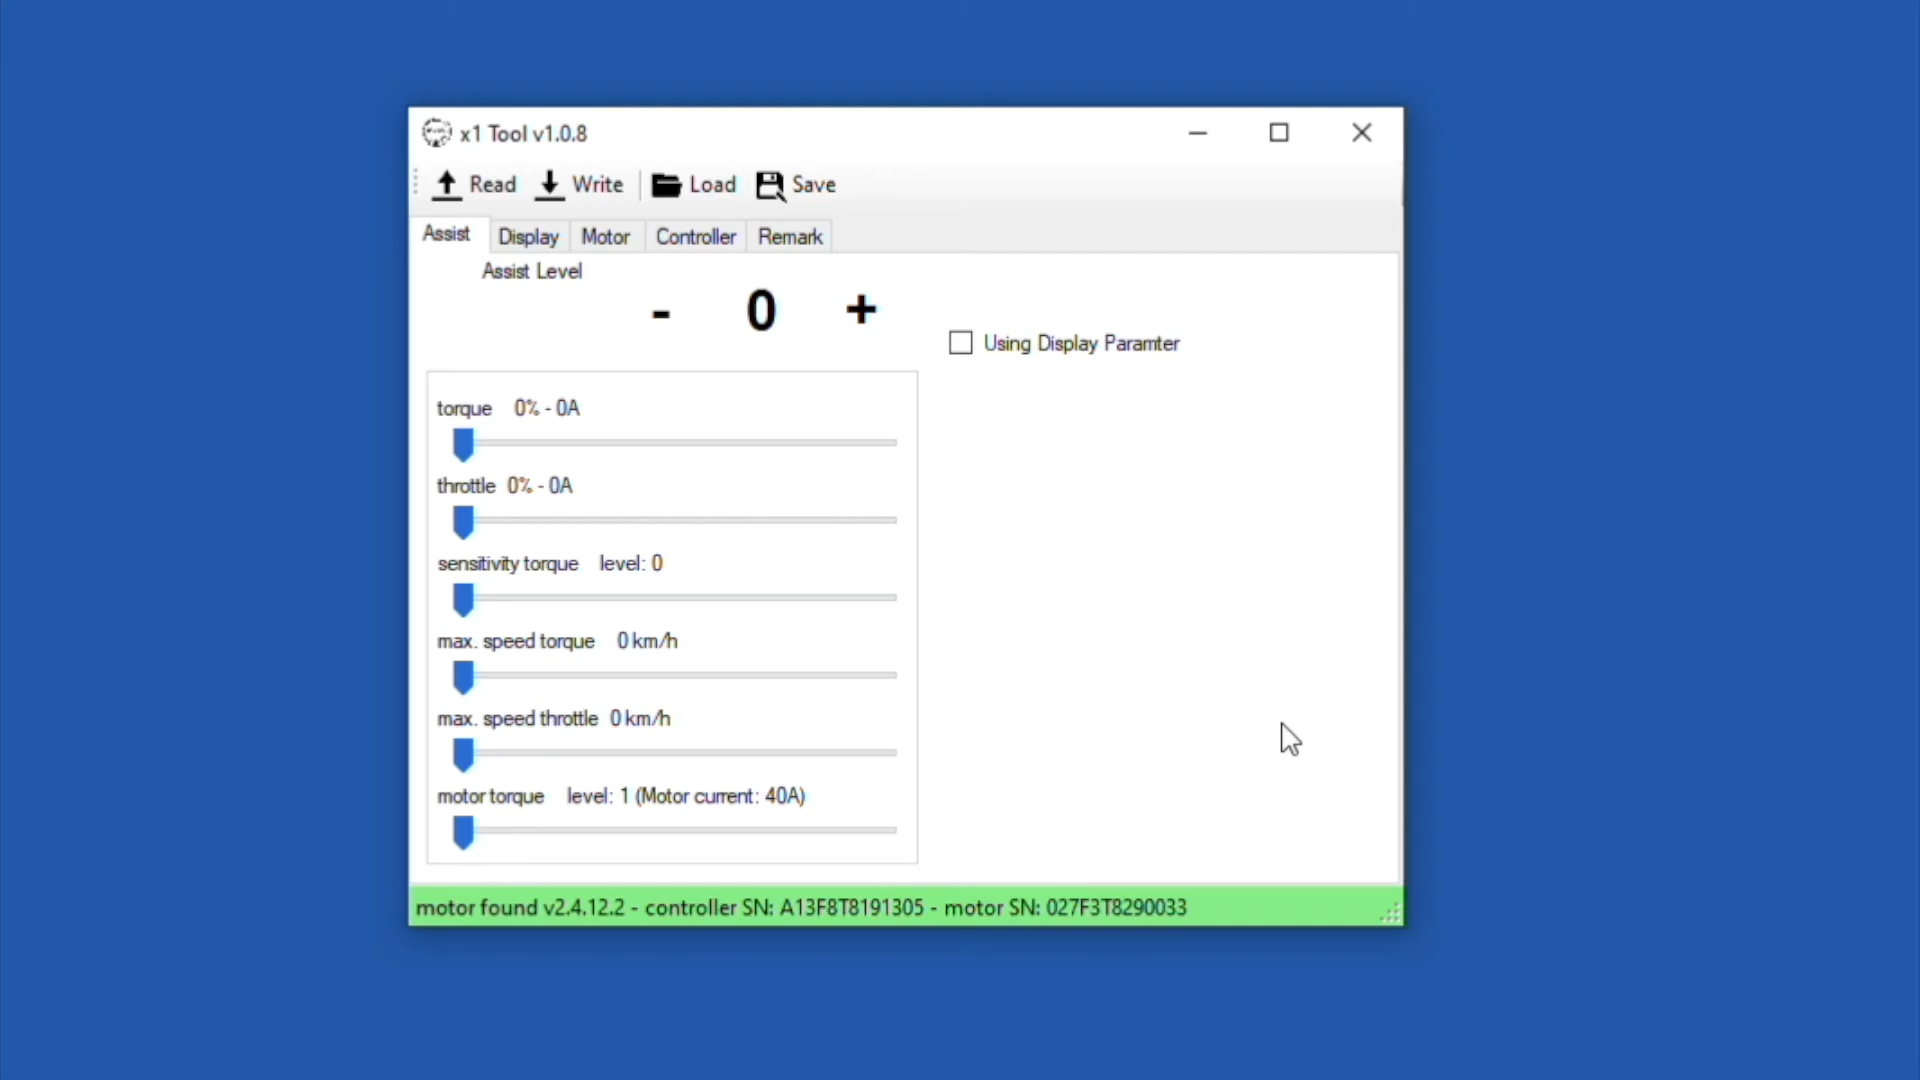 x1 Tool v1.0.8
Read Write Load Save
Assist Display Motor Controller Remark
Assist Level
- 0 +
Using Display Paramter
torque 0% - 0A
throttle 0% - 0A
sensitivity torque level: 0
max. speed torque 0 km/h
max. speed throttle 0 km/h
motor torque level: 1 (Motor current: 40A)
motor found v2.4.12.2 - controller SN: A13F8T8191305 - motor SN: 027F3T8290033